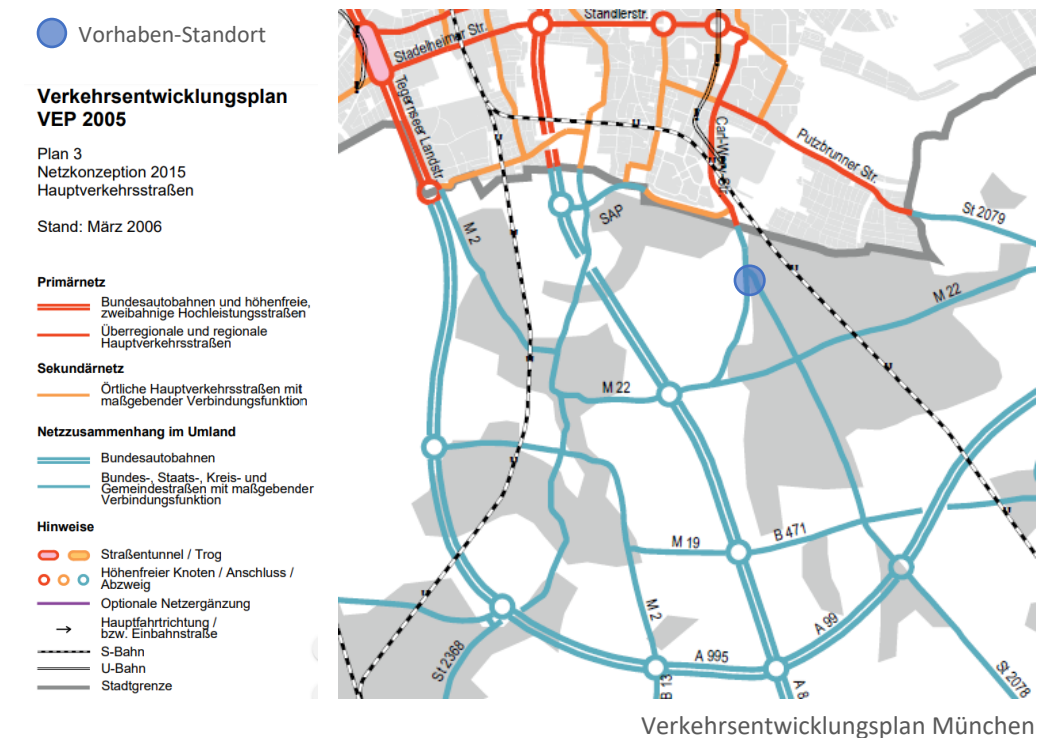 Vorhaben-Standort
Verkehrsentwicklungsplan
VEP 2005
Plan 3
Netzkonzeption 2015
Hauptverkehrsstraßen
Stand: März 2006
Primärnetz
Bundesautobahnen und höhenfreie,
zweibahnige Hochleistungsstraßen
Überregionale und regionale
Hauptverkehrsstraßen
Sekundärnetz
Örtliche Hauptverkehrsstraßen mit
maßgebender Verbindungsfunktion
Netzzusammenhang im Umland
Bundesautobahnen
Bundes-, Staats-, Kreis- und
Gemeindestraßen mit maßgebender
Verbindungsfunktion
Hinweise
Straßentunnel / Trog
Höhenfreier Knoten / Anschluss /
Abzweig
Optionale Netzergänzung
Hauptfahrtrichtung /
bzw. Einbahnstraße
S-Bahn
U-Bahn
Stadtgrenze
Standlerstr.
Stadelheimer Str.
Tegernseer Landstr.
Carl-Wery-Str.
Putzbrunner Str.
St 2079
SAP
M 2
M 22
M 22
M 19
B 471
M 2
A 99
A 995
St 2368
B 13
A 8
St 2078
Verkehrsentwicklungsplan München